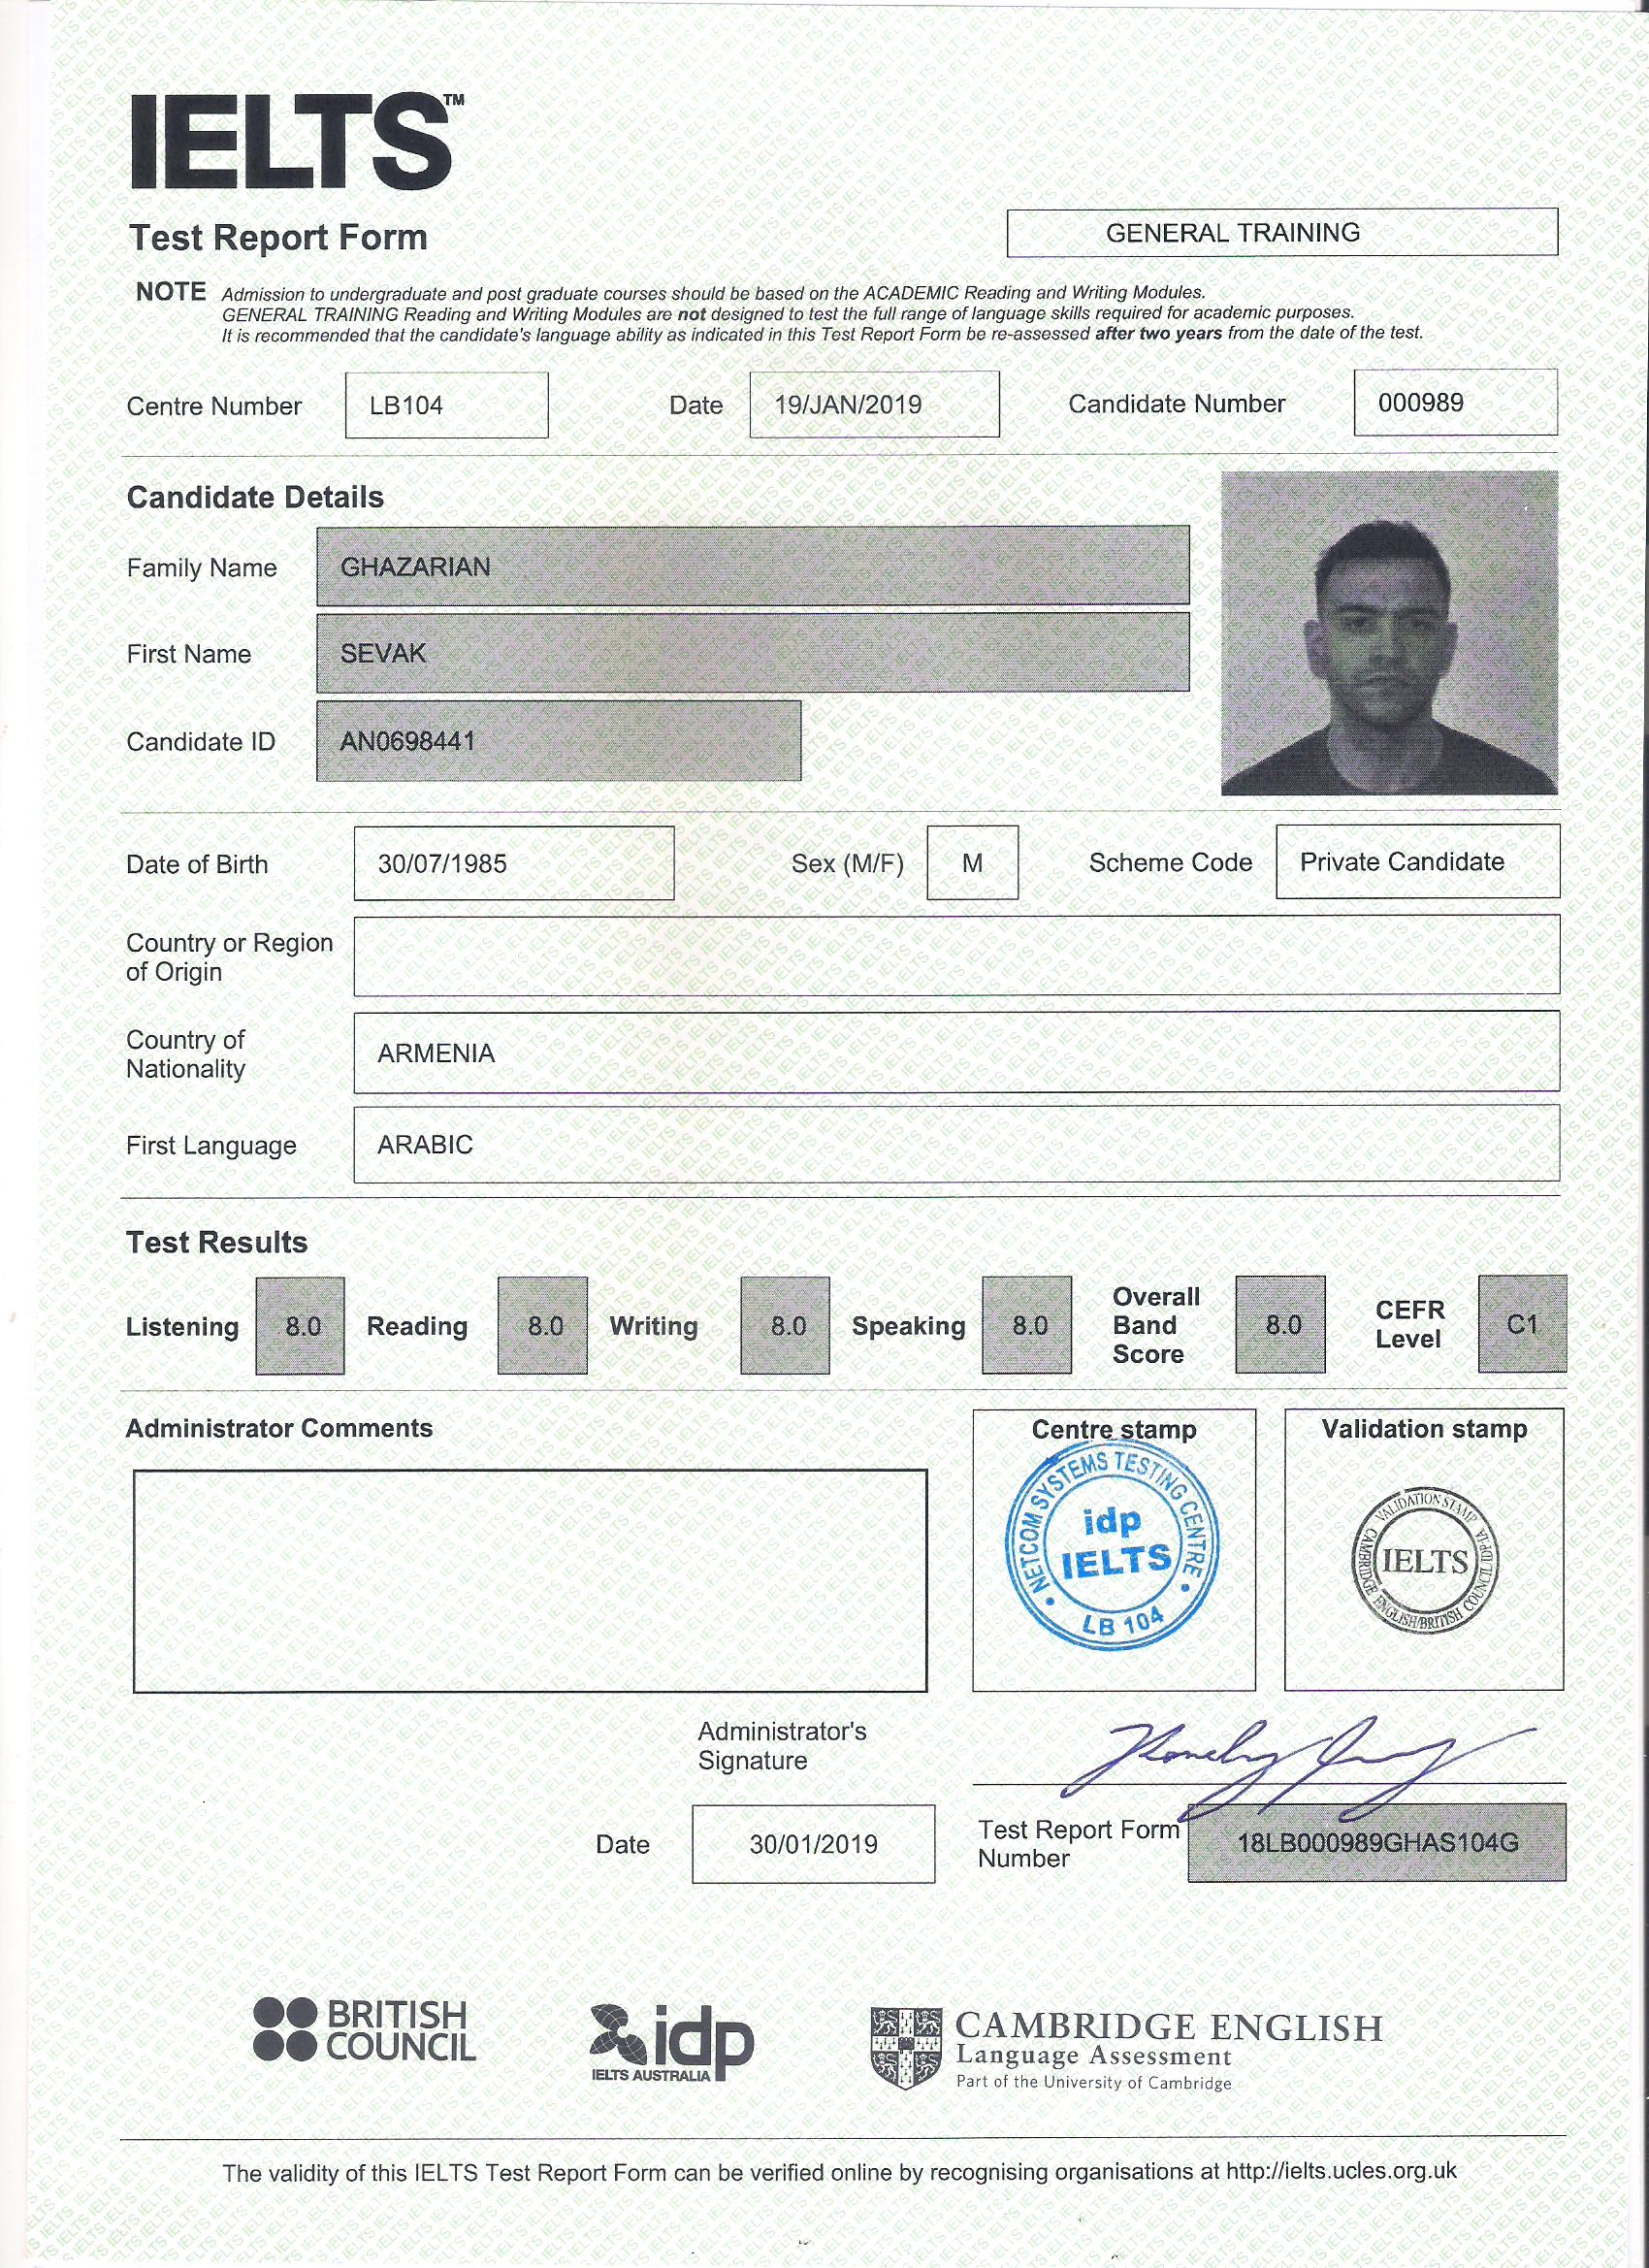 IELTS™
Test Report Form
GENERAL TRAINING
NOTE Admission to undergraduate and post graduate courses should be based on the ACADEMIC Reading and Writing Modules.
GENERAL TRAINING Reading and Writing Modules are not designed to test the full range of language skills required for academic purposes.
It is recommended that the candidate's language ability as indicated in this Test Report Form be re-assessed after two years from the date of the test.
Centre Number LB104 Date 19/JAN/2019 Candidate Number 000989
Candidate Details
Family Name GHAZARIAN
First Name SEVAK
Candidate ID AN0698441
Date of Birth 30/07/1985 Sex (M/F) M Scheme Code Private Candidate
Country or Region
of Origin
Country of
Nationality ARMENIA
First Language ARABIC
Test Results
Listening 8.0 Reading 8.0 Writing 8.0 Speaking 8.0 Overall Band Score 8.0 CEFR Level C1
Administrator Comments
Centre stamp
NETCOM SYSTEMS TESTING CENTRE
idp
IELTS
LB 104
Validation stamp
VALIDATION STAMP
IELTS
CAMBRIDGE ENGLISH/BRITISH COUNCIL/IDP:IA
Administrator's
Signature
Date 30/01/2019
Test Report Form
Number 18LB000989GHAS104G
BRITISH
COUNCIL
idp
IELTS AUSTRALIA
CAMBRIDGE ENGLISH
Language Assessment
Part of the University of Cambridge
The validity of this IELTS Test Report Form can be verified online by recognising organisations at http://ielts.ucles.org.uk